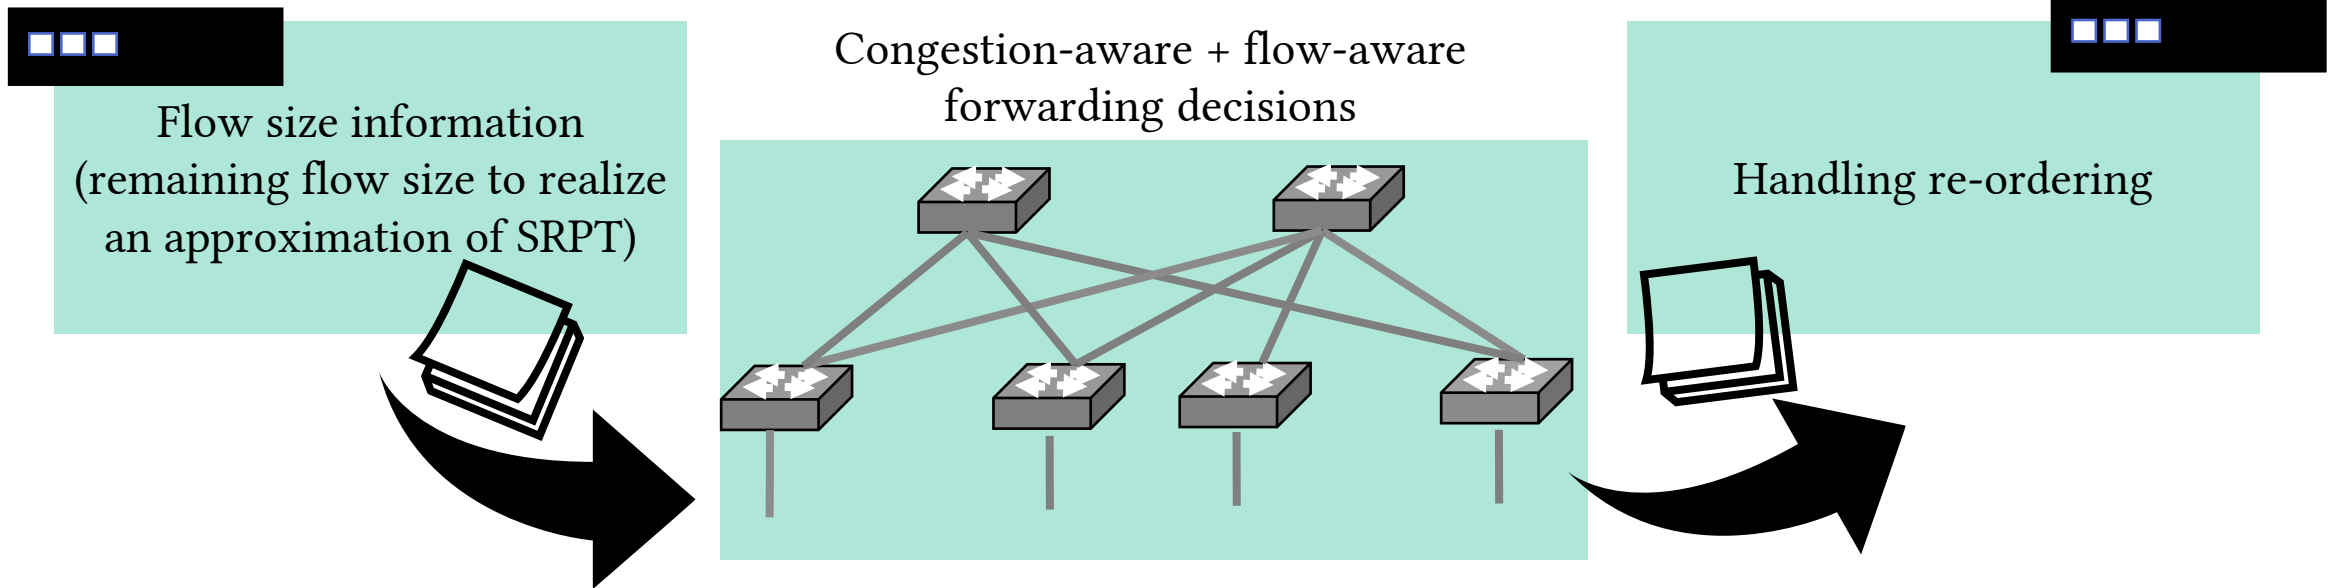 Flow size information
(remaining flow size to realize
an approximation of SRPT)
Congestion-aware + flow-aware
forwarding decisions
Handling re-ordering